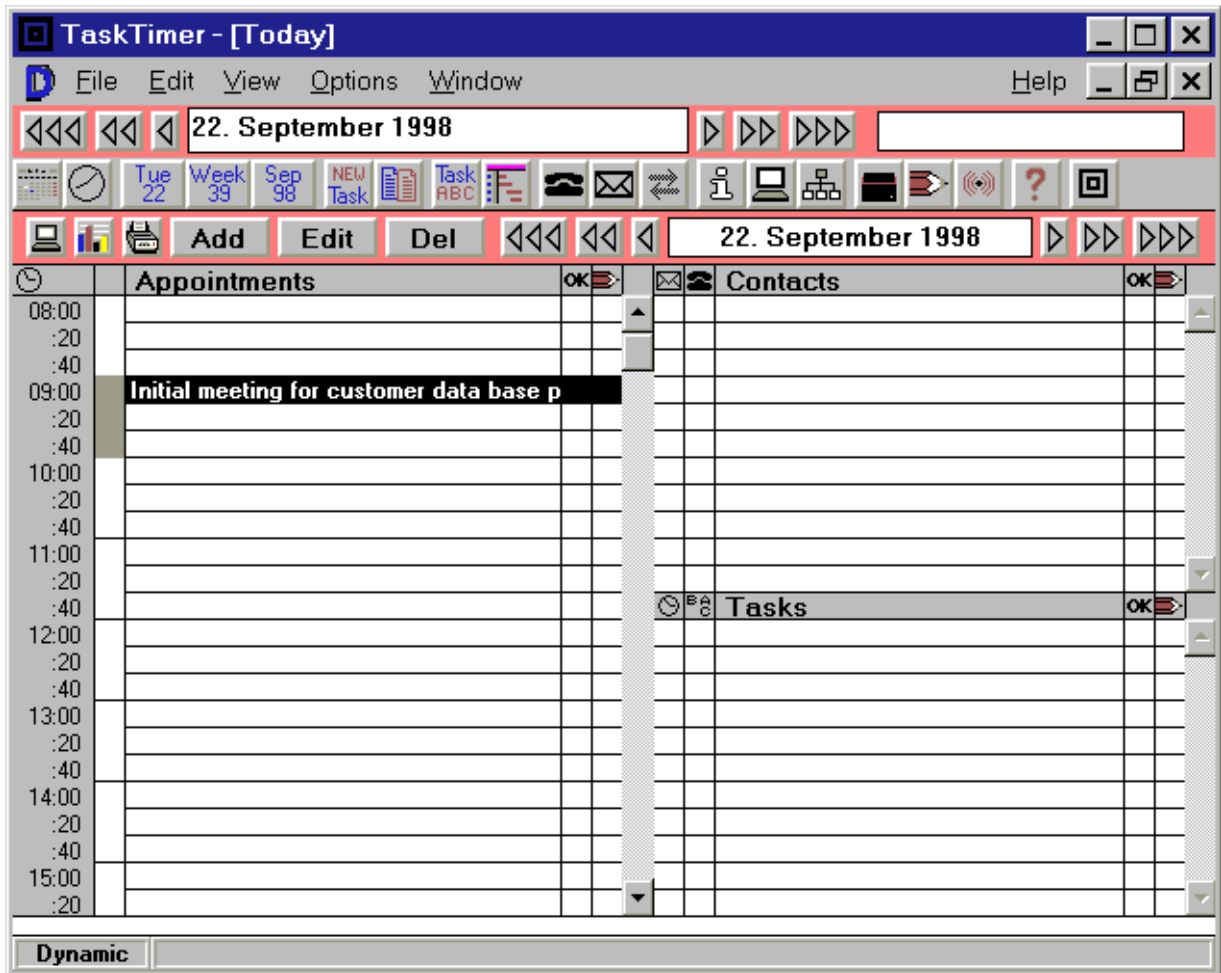 TaskTimer - [Today]
File Edit View Options Window Help
22. September 1998
Tue 22 Week 39 Sep 98 NEW Task Task ABC ?
Add Edit Del 22. September 1998
Appointments OK Contacts OK
08:00
:20
:40
09:00 Initial meeting for customer data base p
:20
:40
10:00
:20
:40
11:00
:20
:40 B A C Tasks OK
12:00
:20
:40
13:00
:20
:40
14:00
:20
:40
15:00
:20
Dynamic